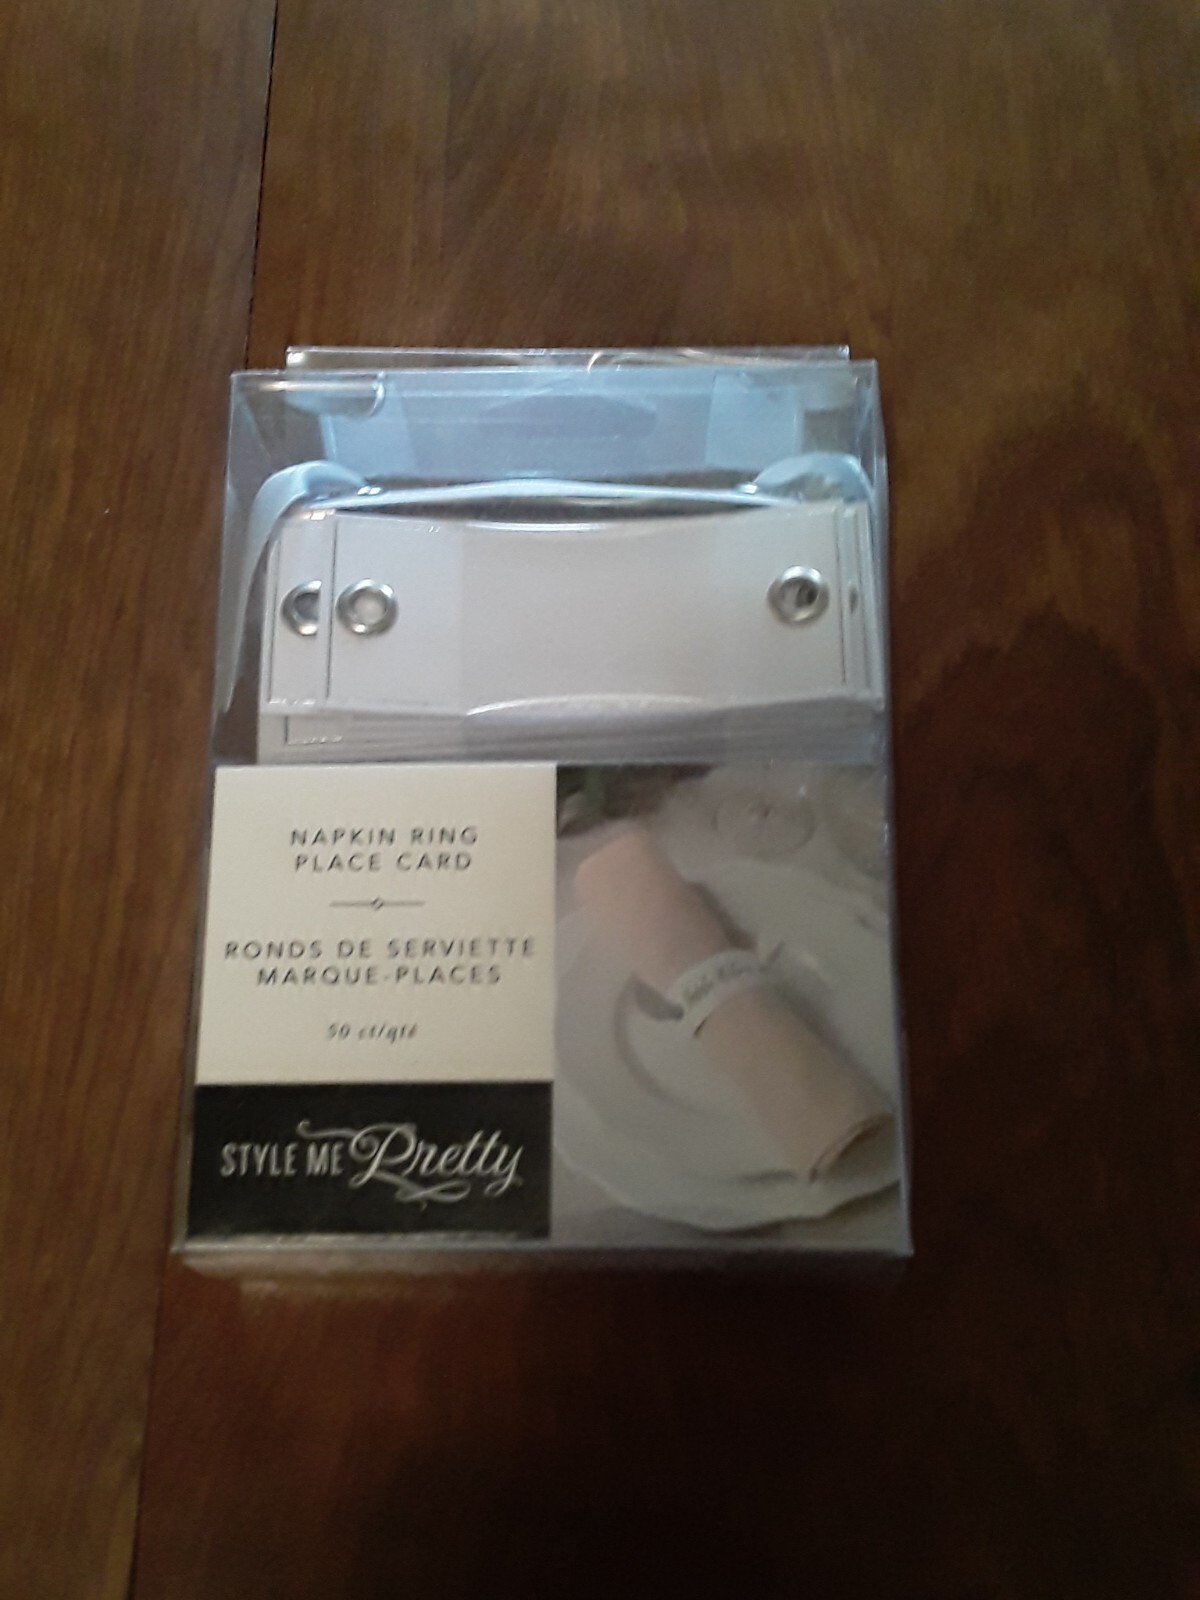 NAPKIN RING
PLACE CARD
RONDS DE SERVIETTE
MARQUE-PLACES
50 ct/qté
STYLE ME Pretty